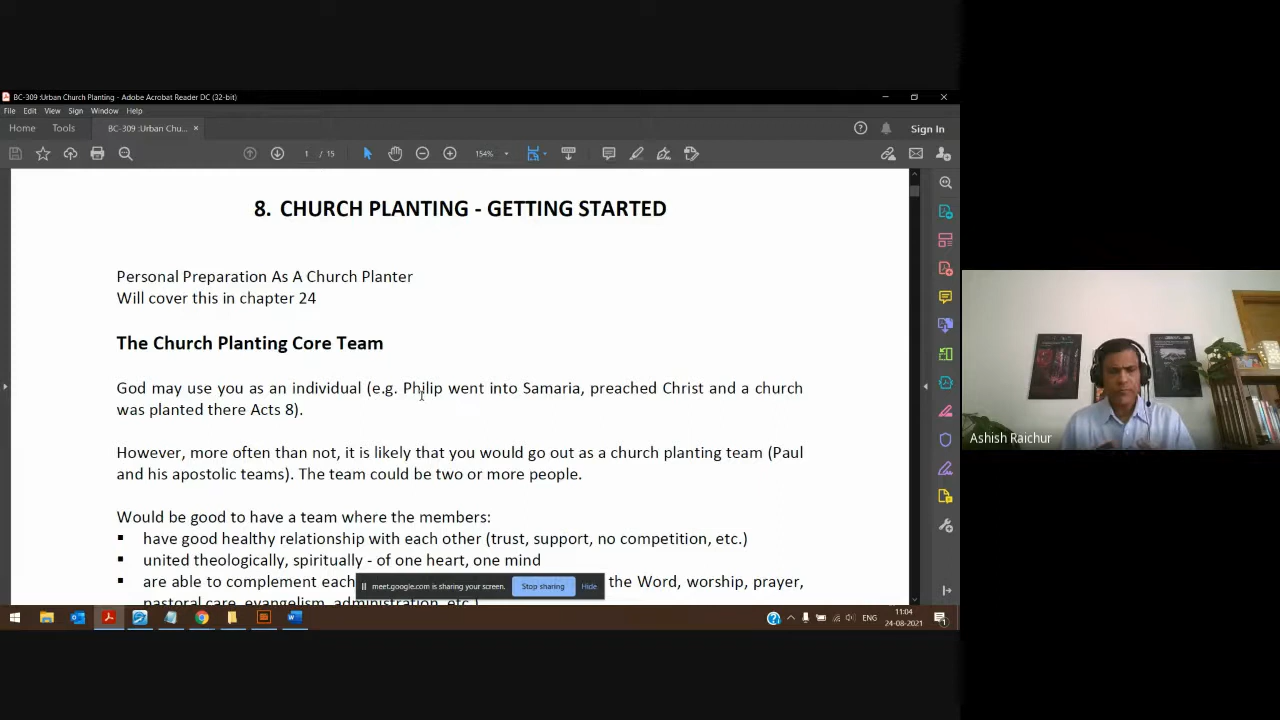 BC-309 :Urban Church Planting - Adobe Acrobat Reader DC (32-bit)
File Edit View Sign Window Help
Home Tools BC-309 :Urban Chu... × Sign In
1 / 15 154%
8. CHURCH PLANTING - GETTING STARTED
Personal Preparation As A Church Planter
Will cover this in chapter 24
The Church Planting Core Team
God may use you as an individual (e.g. Philip went into Samaria, preached Christ and a church
was planted there Acts 8).
However, more often than not, it is likely that you would go out as a church planting team (Paul
and his apostolic teams). The team could be two or more people.
Would be good to have a team where the members:
▪ have good healthy relationship with each other (trust, support, no competition, etc.)
▪ united theologically, spiritually - of one heart, one mind
▪ are able to complement each the Word, worship, prayer,
pastoral care, evangelism, administration, etc.)
meet.google.com is sharing your screen. Stop sharing Hide
ENG
11:04
24-08-2021
Ashish Raichur